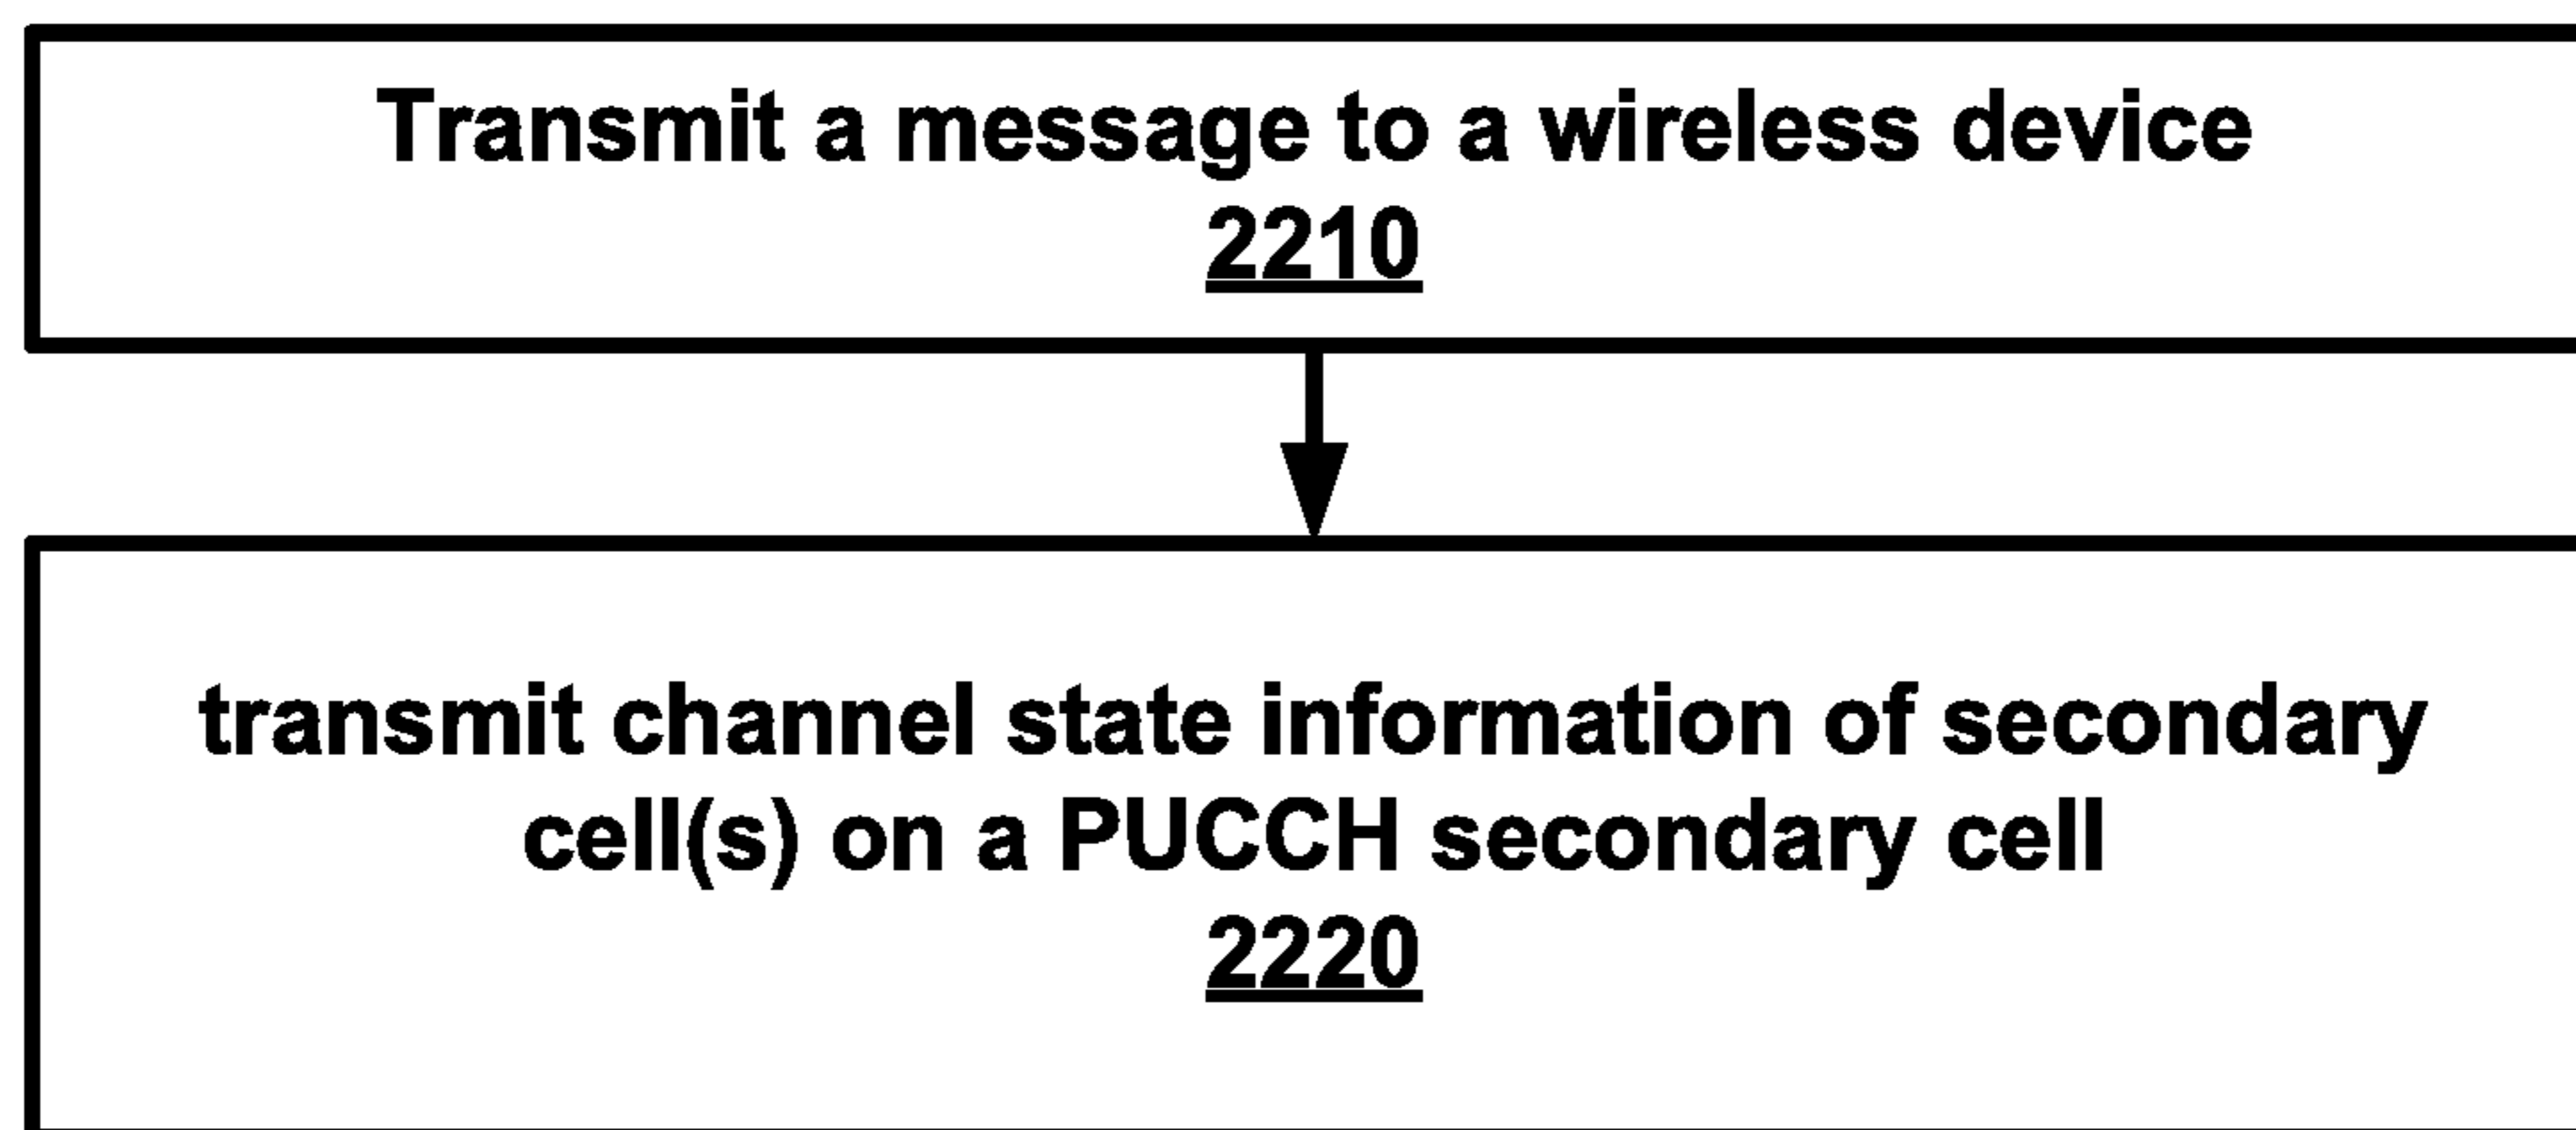 Transmit a message to a wireless device
2210
transmit channel state information of secondary
cell(s) on a PUCCH secondary cell
2220